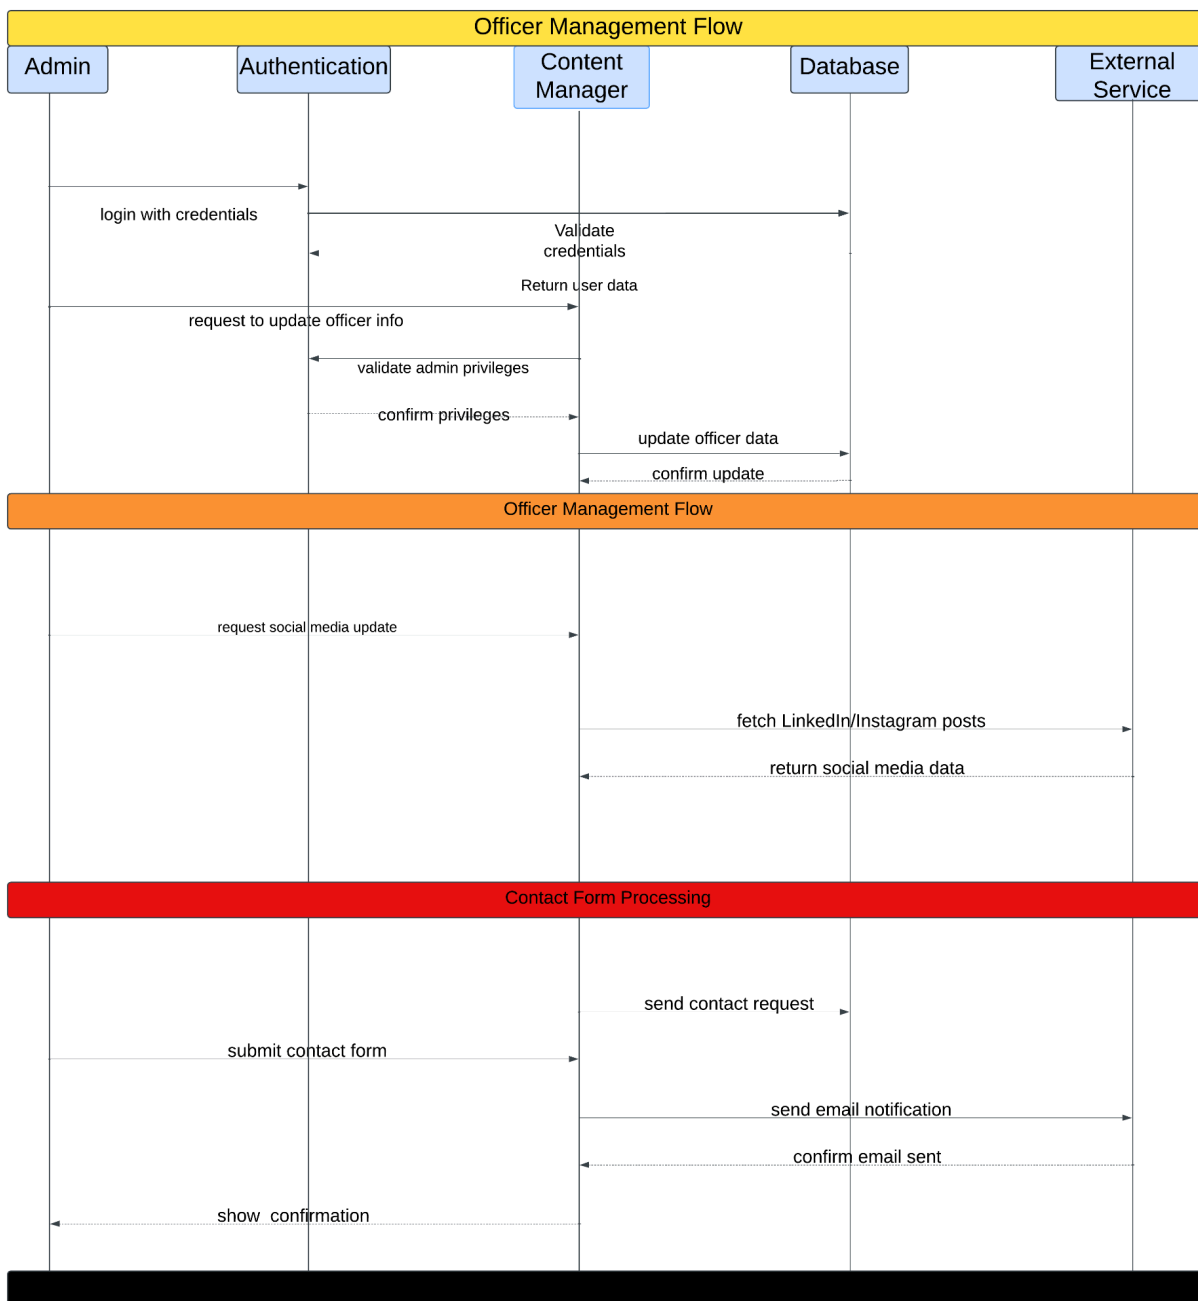 Officer Management Flow
Admin
Authentication
Content
Manager
Database
External
Service
login with credentials
Validate
credentials
Return user data
request to update officer info
validate admin privileges
confirm privileges
update officer data
confirm update
Officer Management Flow
request social media update
fetch LinkedIn/Instagram posts
return social media data
Contact Form Processing
send contact request
submit contact form
send email notification
confirm email sent
show  confirmation